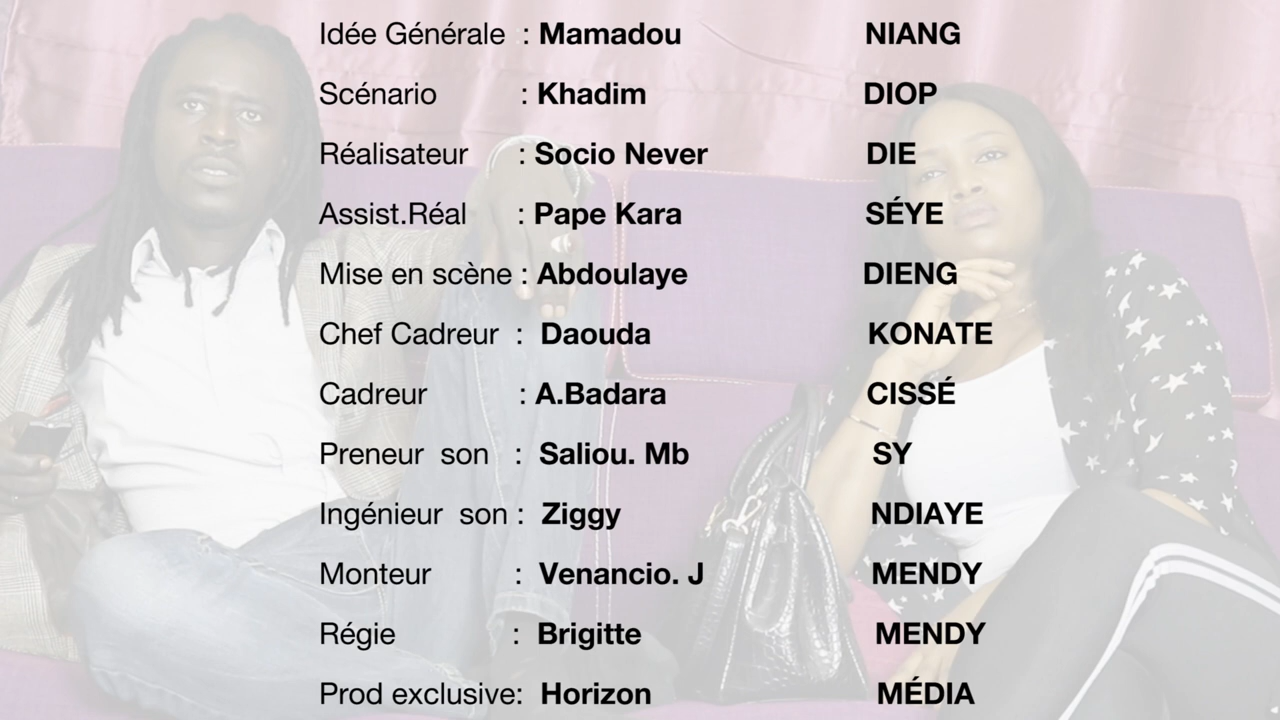 Idée Générale : Mamadou NIANG
Scénario : Khadim DIOP
Réalisateur : Socio Never DIE
Assist.Réal : Pape Kara SÉYE
Mise en scène : Abdoulaye DIENG
Chef Cadreur : Daouda KONATE
Cadreur : A.Badara CISSÉ
Preneur son : Saliou. Mb SY
Ingénieur son : Ziggy NDIAYE
Monteur : Venancio. J MENDY
Régie : Brigitte MENDY
Prod exclusive: Horizon MÉDIA